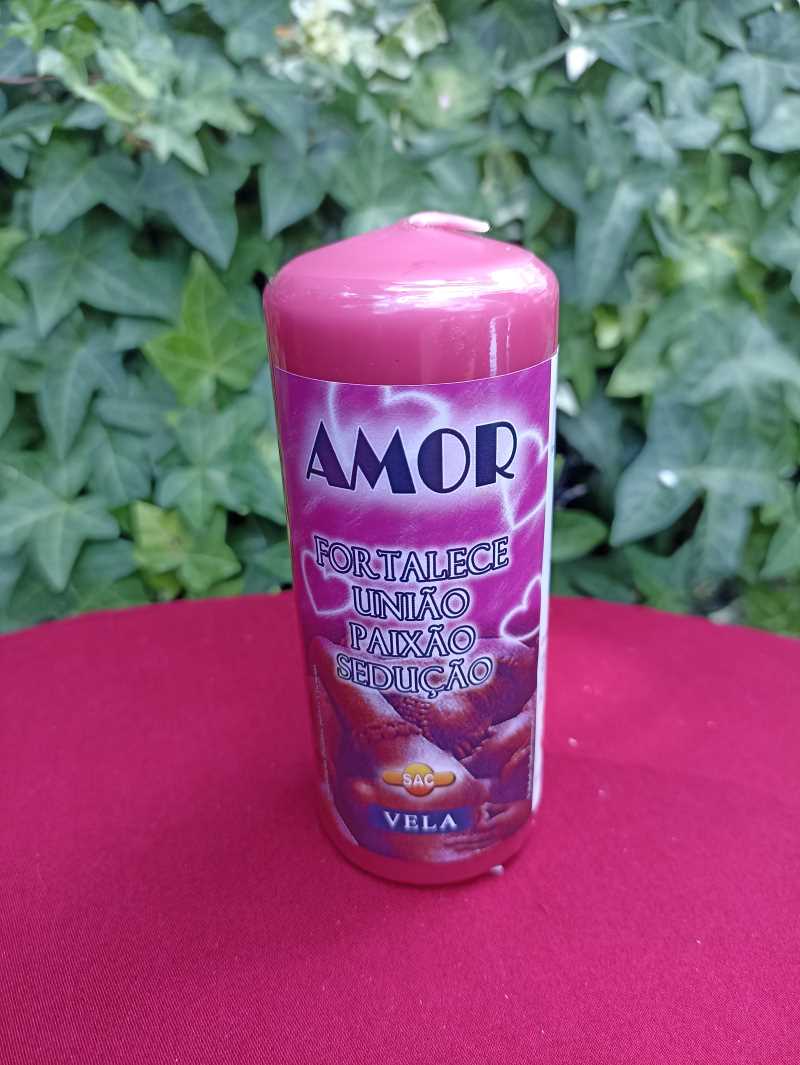 AMOR
FORTALECE
UNIÃO
PAIXÃO
SEDUÇÃO
SAC
VELA